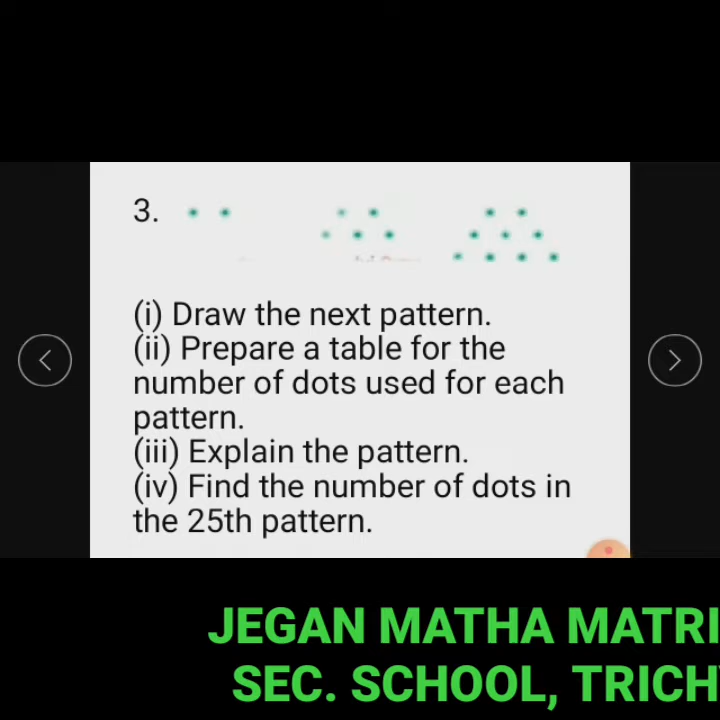 3.
(i) Draw the next pattern.
(ii) Prepare a table for the
number of dots used for each
pattern.
(iii) Explain the pattern.
(iv) Find the number of dots in
the 25th pattern.
JEGAN MATHA MATRI
SEC. SCHOOL, TRICHY